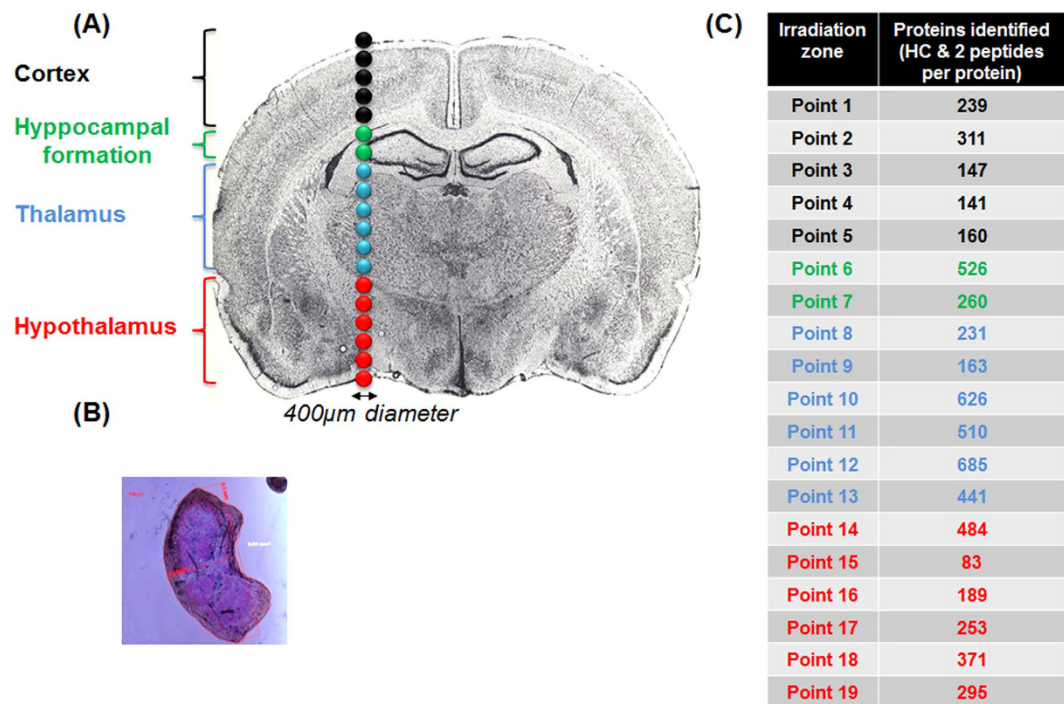 (A)
Cortex
Hyppocampal
formation
Thalamus
Hypothalamus
400µm diameter
(B)
(C)
Irradiation zone Proteins identified (HC & 2 peptides per protein)
Point 1 239
Point 2 311
Point 3 147
Point 4 141
Point 5 160
Point 6 526
Point 7 260
Point 8 231
Point 9 163
Point 10 626
Point 11 510
Point 12 685
Point 13 441
Point 14 484
Point 15 83
Point 16 189
Point 17 253
Point 18 371
Point 19 295